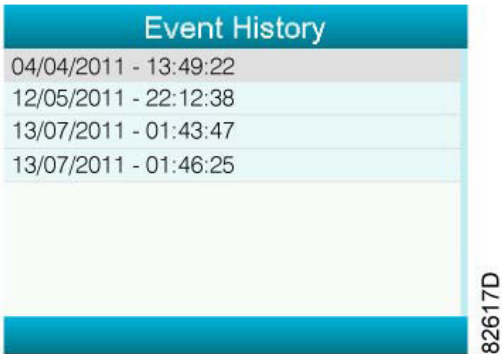 Event History
04/04/2011 - 13:49:22
12/05/2011 - 22:12:38
13/07/2011 - 01:43:47
13/07/2011 - 01:46:25
82617D